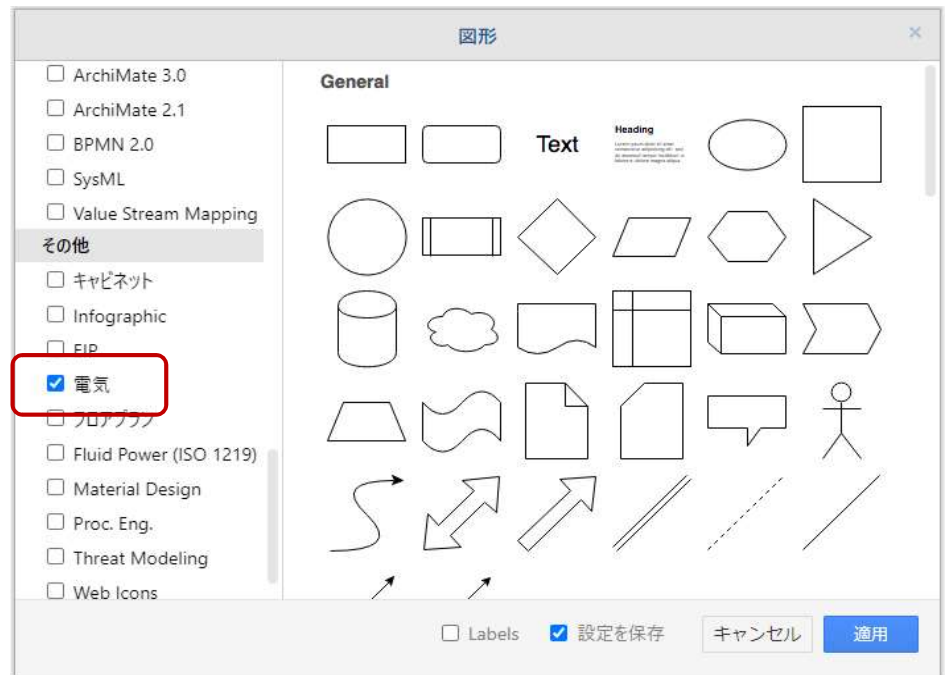 図形
ArchiMate 3.0
ArchiMate 2.1
BPMN 2.0
SysML
Value Stream Mapping
その他
キャビネット
Infographic
EIP
電気
フロアプラン
Fluid Power (ISO 1219)
Material Design
Proc. Eng.
Threat Modeling
Web Icons
General
Text
Heading
Labels
設定を保存
キャンセル
適用